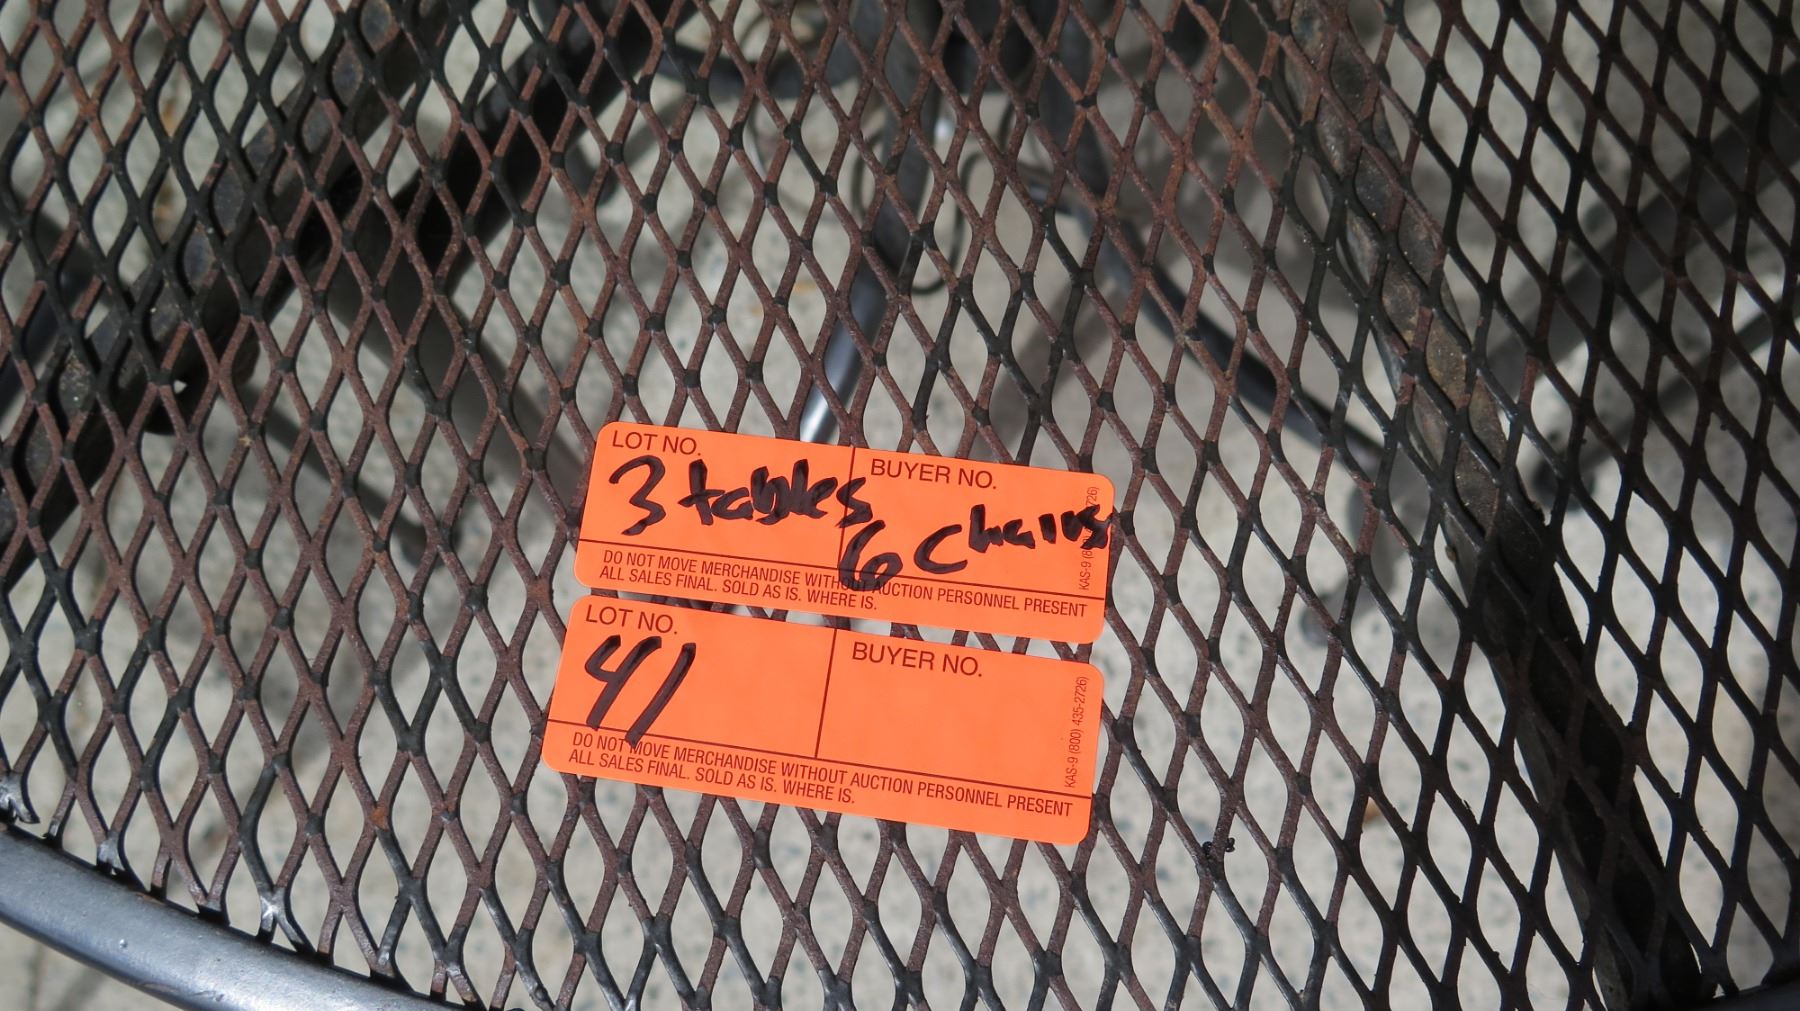 LOT NO.
BUYER NO.
3 tables
6 Chairs
DO NOT MOVE MERCHANDISE WITHOUT AUCTION PERSONNEL PRESENT
ALL SALES FINAL. SOLD AS IS. WHERE IS.
LOT NO.
BUYER NO.
41
KAS-9 (800) 435-2726)
DO NOT MOVE MERCHANDISE WITHOUT AUCTION PERSONNEL PRESENT
ALL SALES FINAL. SOLD AS IS. WHERE IS.